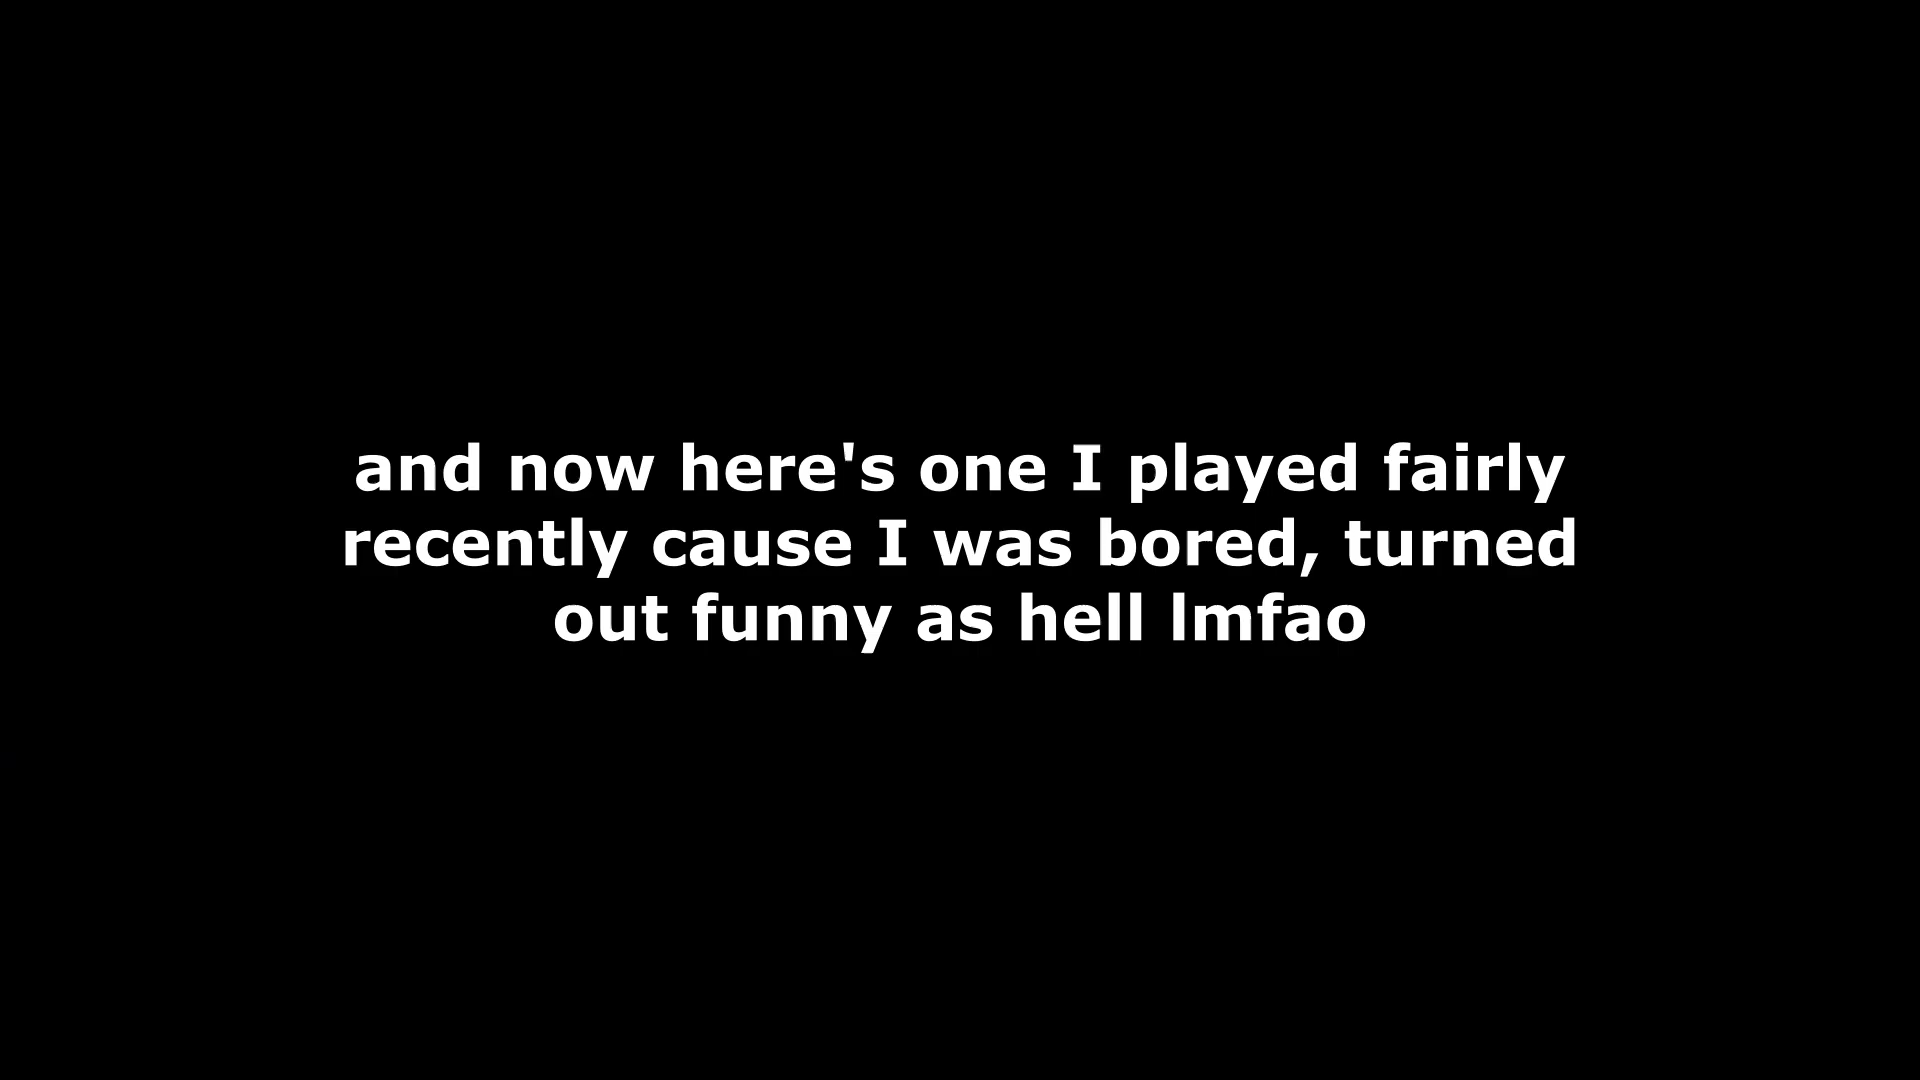 and now here's one I played fairly
recently cause I was bored, turned
out funny as hell lmfao